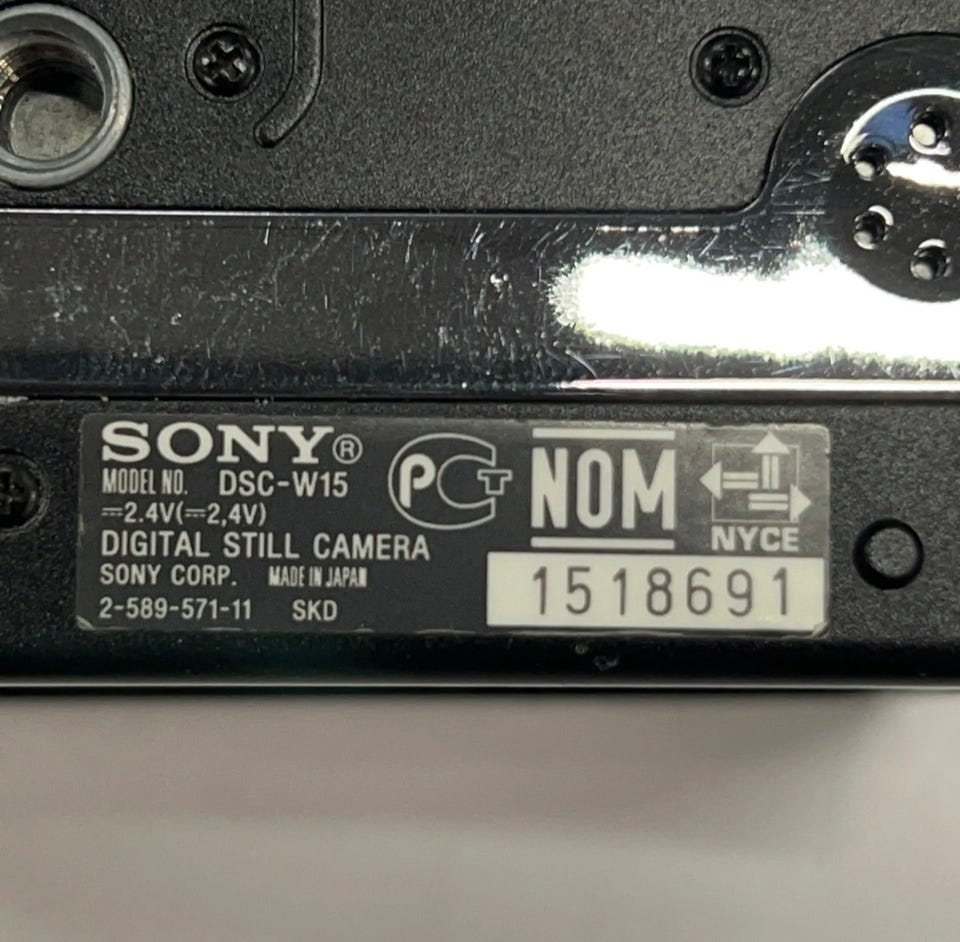 SONY®
MODEL NO. DSC-W15
⎓2.4V(⎓2,4V)
DIGITAL STILL CAMERA
SONY CORP. MADE IN JAPAN
2-589-571-11 SKD
РСТ
NOM
NYCE
1518691